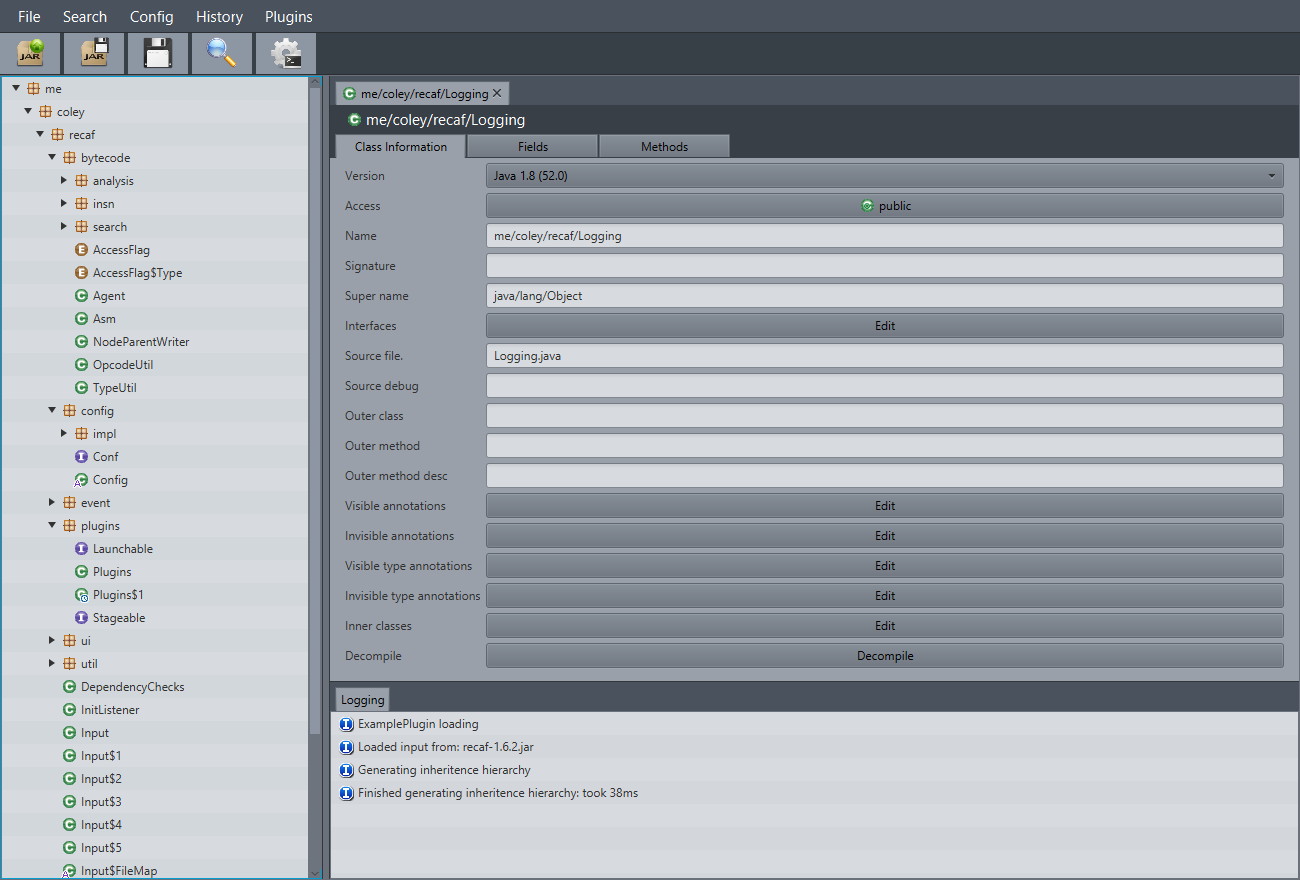 File Search Config History Plugins
JAR JAR
me
coley
recaf
bytecode
analysis
insn
search
AccessFlag
AccessFlag$Type
Agent
Asm
NodeParentWriter
OpcodeUtil
TypeUtil
config
impl
Conf
Config
event
plugins
Launchable
Plugins
Plugins$1
Stageable
ui
util
DependencyChecks
InitListener
Input
Input$1
Input$2
Input$3
Input$4
Input$5
Input$FileMap
me/coley/recaf/Logging
me/coley/recaf/Logging
Class Information Fields Methods
Version Java 1.8 (52.0)
Access public
Name me/coley/recaf/Logging
Signature
Super name java/lang/Object
Interfaces Edit
Source file. Logging.java
Source debug
Outer class
Outer method
Outer method desc
Visible annotations Edit
Invisible annotations Edit
Visible type annotations Edit
Invisible type annotations Edit
Inner classes Edit
Decompile Decompile
Logging
ExamplePlugin loading
Loaded input from: recaf-1.6.2.jar
Generating inheritence hierarchy
Finished generating inheritence hierarchy: took 38ms